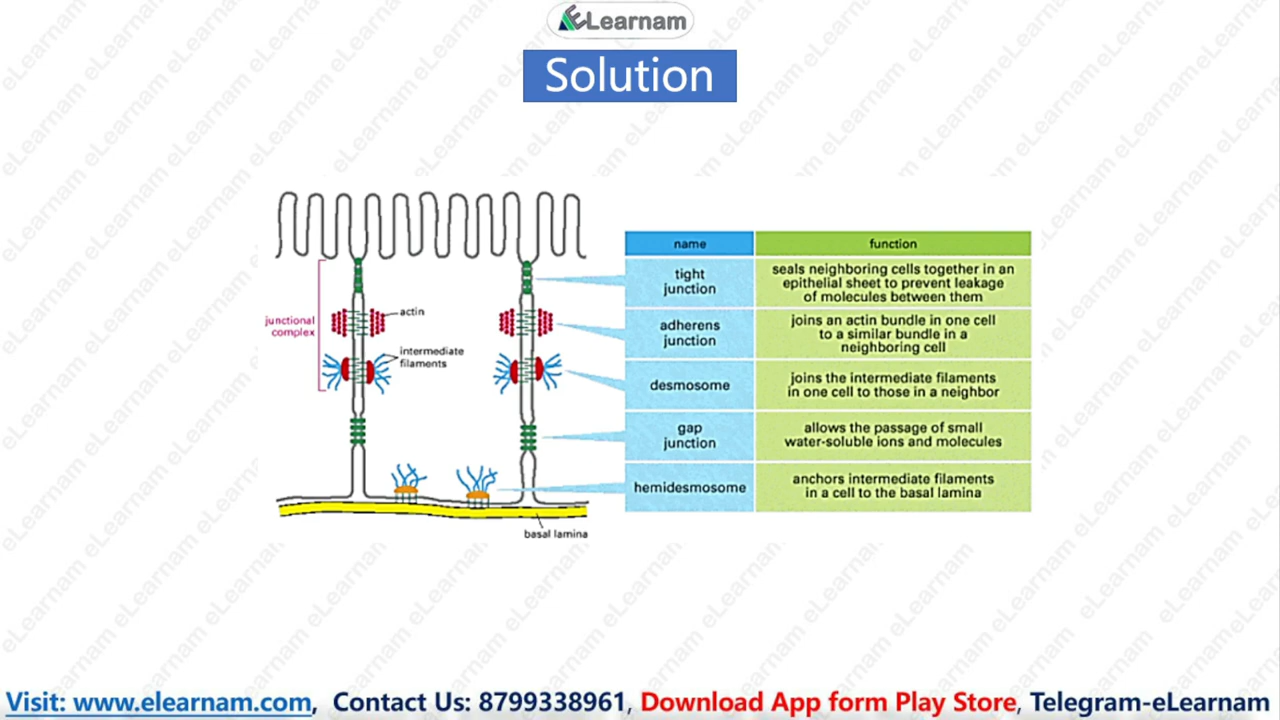 ELearnam
Solution
junctional
complex
actin
intermediate
filaments
basal lamina
name
function
tight
junction
seals neighboring cells together in an
epithelial sheet to prevent leakage
of molecules between them
adherens
junction
joins an actin bundle in one cell
to a similar bundle in a
neighboring cell
desmosome
joins the intermediate filaments
in one cell to those in a neighbor
gap
junction
allows the passage of small
water-soluble ions and molecules
hemidesmosome
anchors intermediate filaments
in a cell to the basal lamina
Visit: www.elearnam.com, Contact Us: 8799338961, Download App form Play Store, Telegram-eLearnam